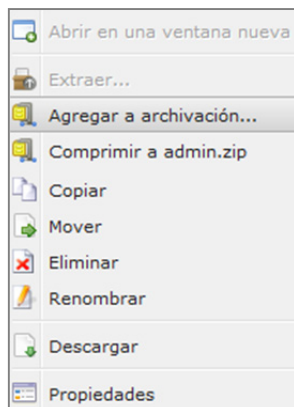 Abrir en una ventana nueva
Extraer...
Agregar a archivación...
Comprimir a admin.zip
Copiar
Mover
Eliminar
Renombrar
Descargar
Propiedades